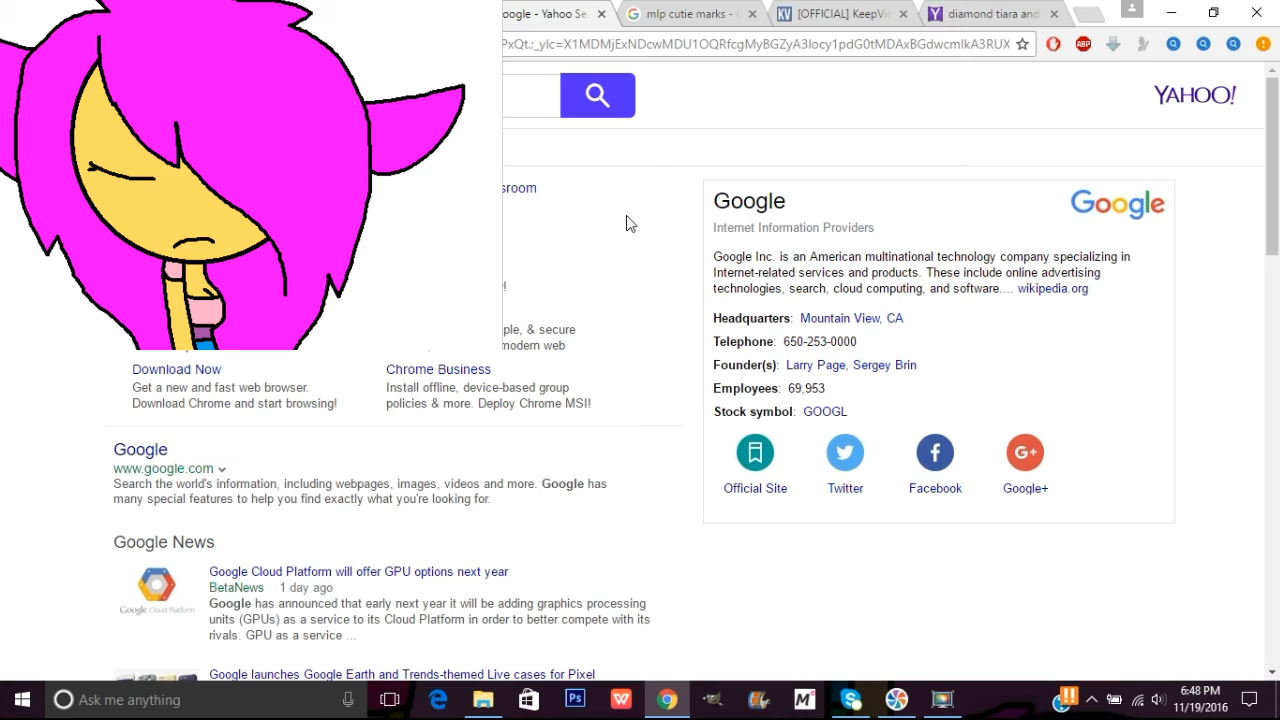 oogle - Yahoo Se
mlp cutie marks -
[OFFICIAL] KeepVi
diamond tiara and
PxQt.;_ylc=X1MDMjExNDcwMDU1OQRfcgMyBGZyA3locy1pdG0tMDAxBGdwcmlkA3RUX
YAHOO!
sroom
Google
Google
Internet Information Providers
Google Inc. is an American multinational technology company specializing in
Internet-related services and products. These include online advertising
technologies, search, cloud computing, and software.... wikipedia.org
Headquarters: Mountain View, CA
Telephone: 650-253-0000
Founder(s): Larry Page, Sergey Brin
Employees: 69,953
Stock symbol: GOOGL
Official Site
Twitter
Facebook
Google+
ple, & secure
modern web
Download Now
Get a new and fast web browser.
Download Chrome and start browsing!
Chrome Business
Install offline, device-based group
policies & more. Deploy Chrome MSI!
Google
www.google.com
Search the world's information, including webpages, images, videos and more. Google has
many special features to help you find exactly what you're looking for.
Google News
Google Cloud Platform
Google Cloud Platform will offer GPU options next year
BetaNews 1 day ago
Google has announced that early next year it will be adding graphics processing
units (GPUs) as a service to its Cloud Platform in order to better compete with its
rivals. GPU as a service ...
Google launches Google Earth and Trends-themed Live cases for Pixel
Ask me anything
6:48 PM
11/19/2016